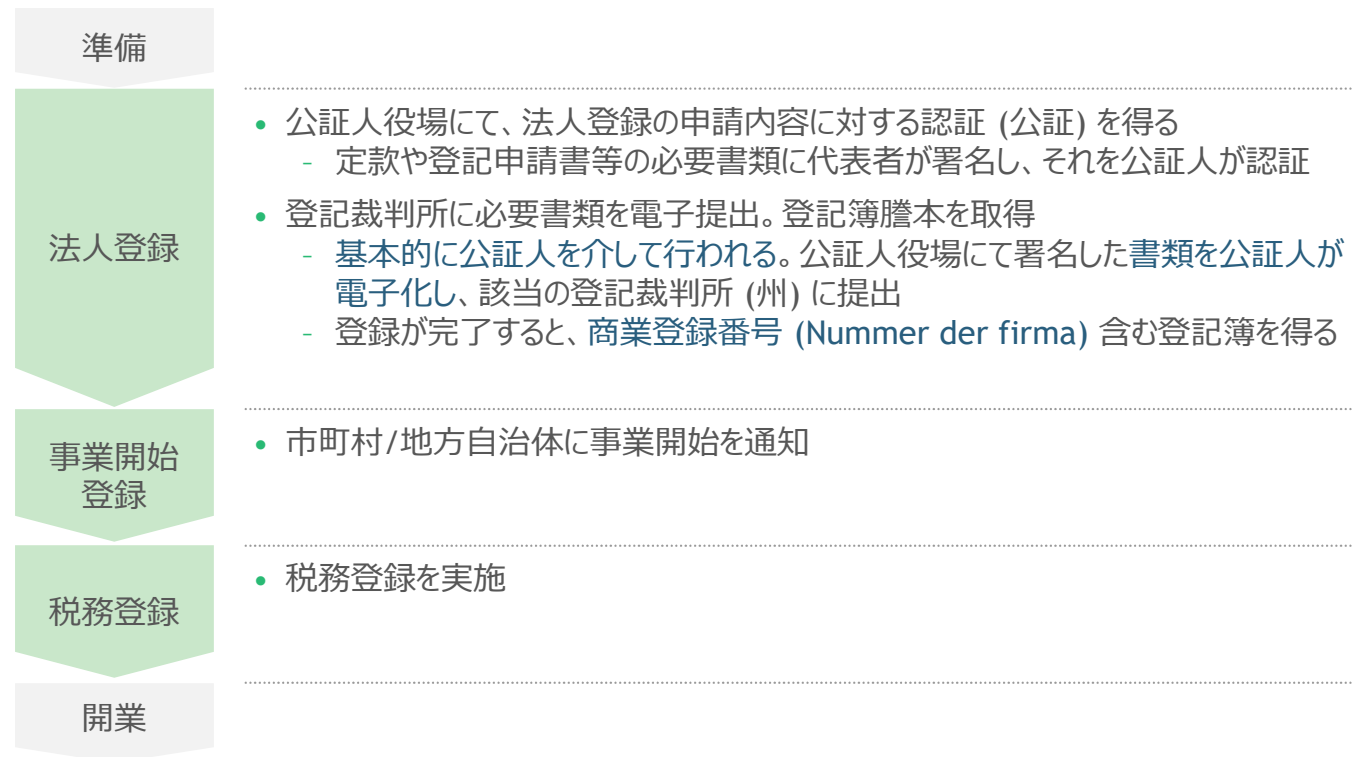 準備
法人登録
• 公証人役場にて、法人登録の申請内容に対する認証 (公証) を得る
- 定款や登記申請書等の必要書類に代表者が署名し、それを公証人が認証
• 登記裁判所に必要書類を電子提出。登記簿謄本を取得
- 基本的に公証人を介して行われる。公証人役場にて署名した書類を公証人が
電子化し、該当の登記裁判所 (州) に提出
- 登録が完了すると、商業登録番号 (Nummer der firma) 含む登記簿を得る
事業開始
登録
• 市町村/地方自治体に事業開始を通知
税務登録
• 税務登録を実施
開業